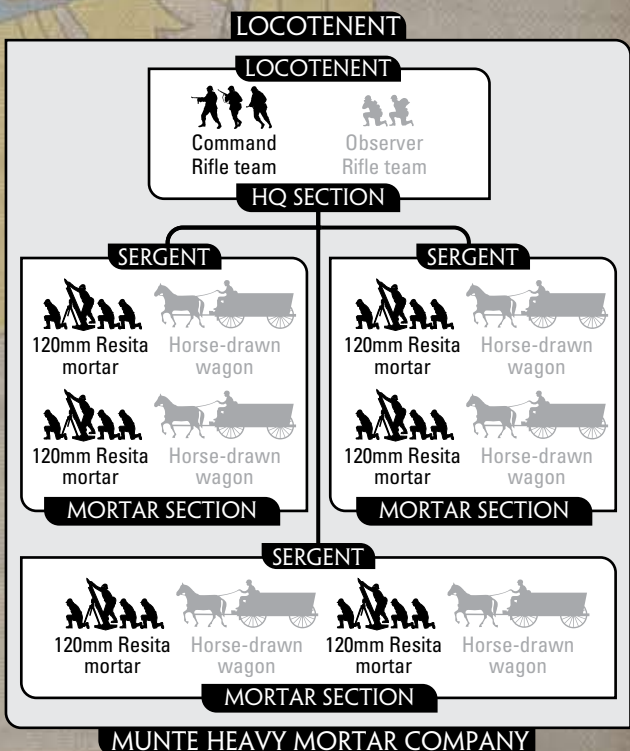 LOCOTENENT
LOCOTENENT
Command
Rifle team
Observer
Rifle team
HQ SECTION
SERGENT
120mm Resita
mortar
Horse-drawn
wagon
120mm Resita
mortar
Horse-drawn
wagon
MORTAR SECTION
SERGENT
120mm Resita
mortar
Horse-drawn
wagon
120mm Resita
mortar
Horse-drawn
wagon
MORTAR SECTION
SERGENT
120mm Resita
mortar
Horse-drawn
wagon
120mm Resita
mortar
Horse-drawn
wagon
MORTAR SECTION
MUNTE HEAVY MORTAR COMPANY